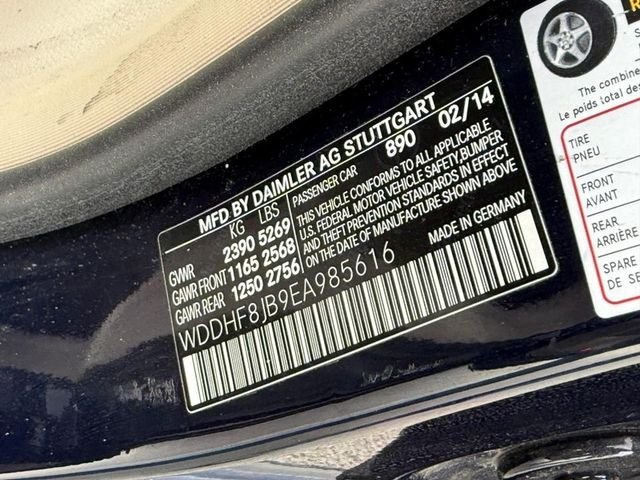 MFD BY DAIMLER AG STUTTGART
KG LBS
GVWR 2390 5269
GAWR FRONT 1165 2568
GAWR REAR 1250 2756
PASSENGER CAR 890 02/14
THIS VEHICLE CONFORMS TO ALL APPLICABLE
U.S. FEDERAL MOTOR VEHICLE SAFETY, BUMPER
AND THEFT PREVENTION STANDARDS IN EFFECT
ON THE DATE OF MANUFACTURE SHOWN ABOVE
MADE IN GERMANY
WDDHF8JB9EA985616
The combine
Le poids total des
TIRE
PNEU
FRONT
AVANT
REAR
ARRIÈRE
SPARE
DE